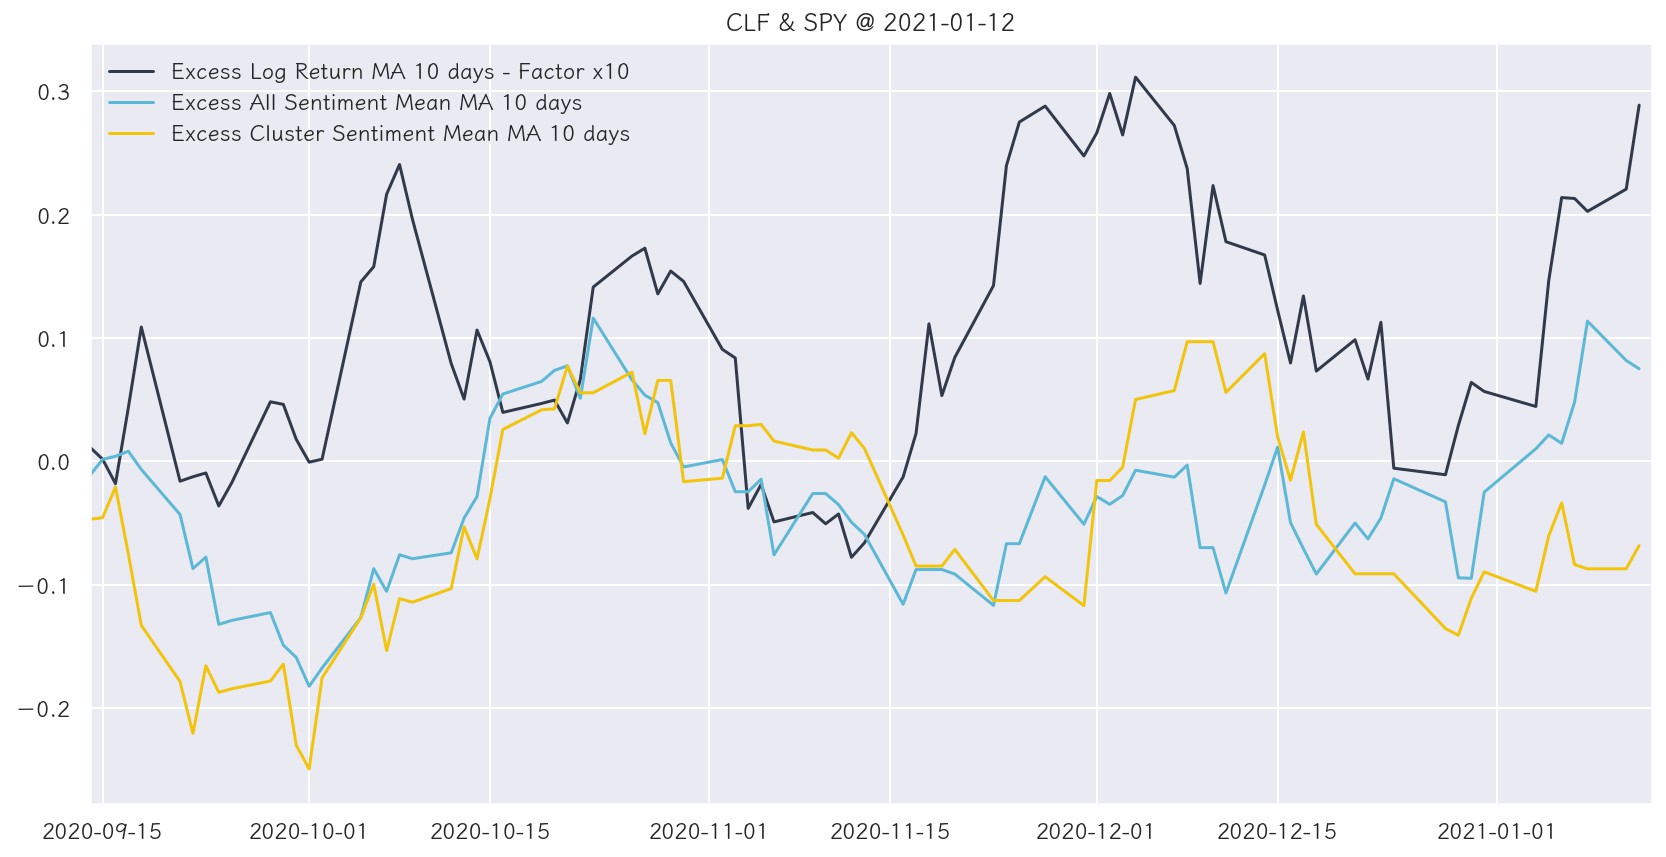 CLF & SPY @ 2021-01-12
Excess Log Return MA 10 days - Factor x10
Excess All Sentiment Mean MA 10 days
Excess Cluster Sentiment Mean MA 10 days
0.3
0.2
0.1
0.0
−0.1
−0.2
2020-09-15 2020-10-01 2020-10-15 2020-11-01 2020-11-15 2020-12-01 2020-12-15 2021-01-01